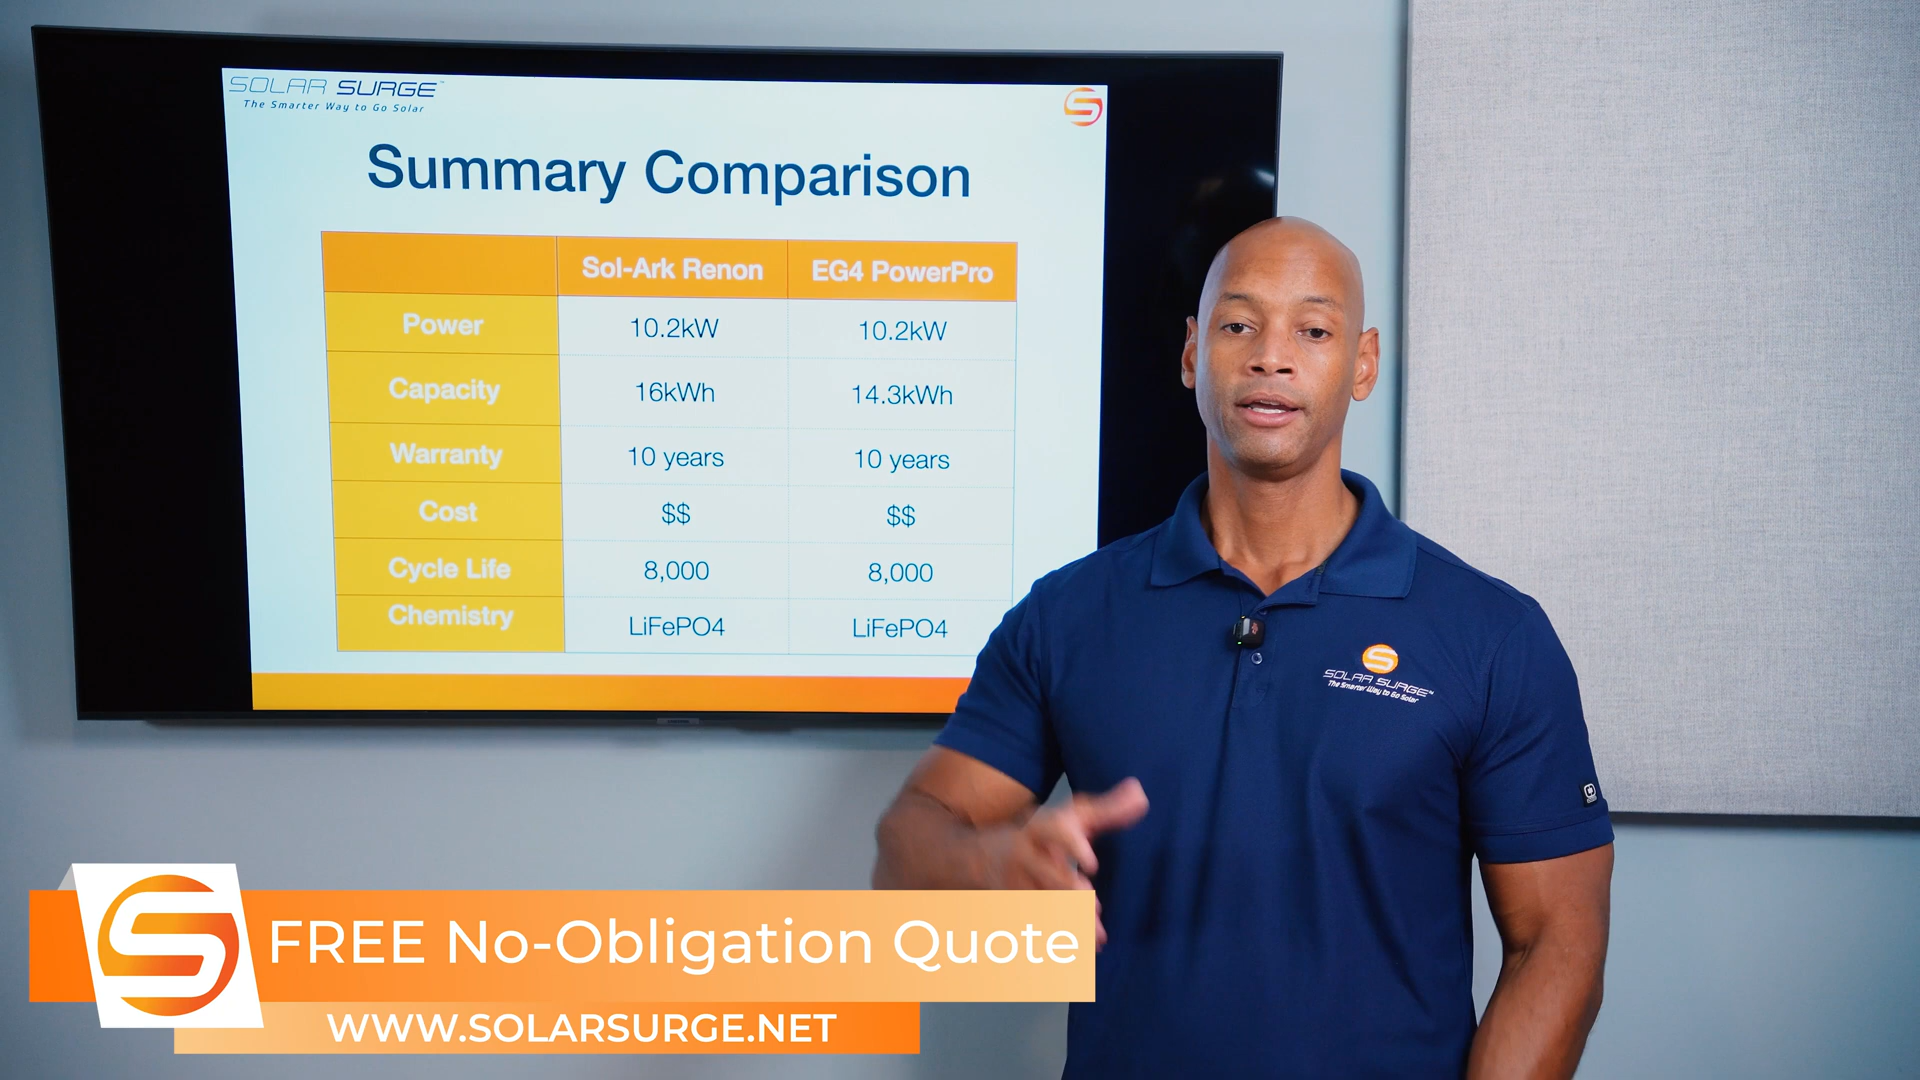 SOLAR SURGE™
The Smarter Way to Go Solar
Summary Comparison
Sol-Ark Renon EG4 PowerPro
Power 10.2kW 10.2kW
Capacity 16kWh 14.3kWh
Warranty 10 years 10 years
Cost $$ $$
Cycle Life 8,000 8,000
Chemistry LiFePO4 LiFePO4
SOLAR SURGE™
The Smarter Way to Go Solar
FREE No-Obligation Quote
WWW.SOLARSURGE.NET